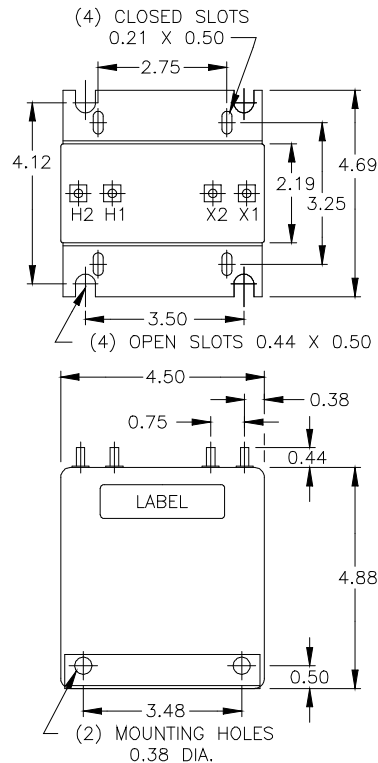 (4) CLOSED SLOTS
0.21 X 0.50
2.75
4.12
4.69
2.19
3.25
H2 H1 X2 X1
3.50
(4) OPEN SLOTS 0.44 X 0.50
4.50
0.38
0.75
0.44
LABEL
4.88
0.50
3.48
(2) MOUNTING HOLES
0.38 DIA.